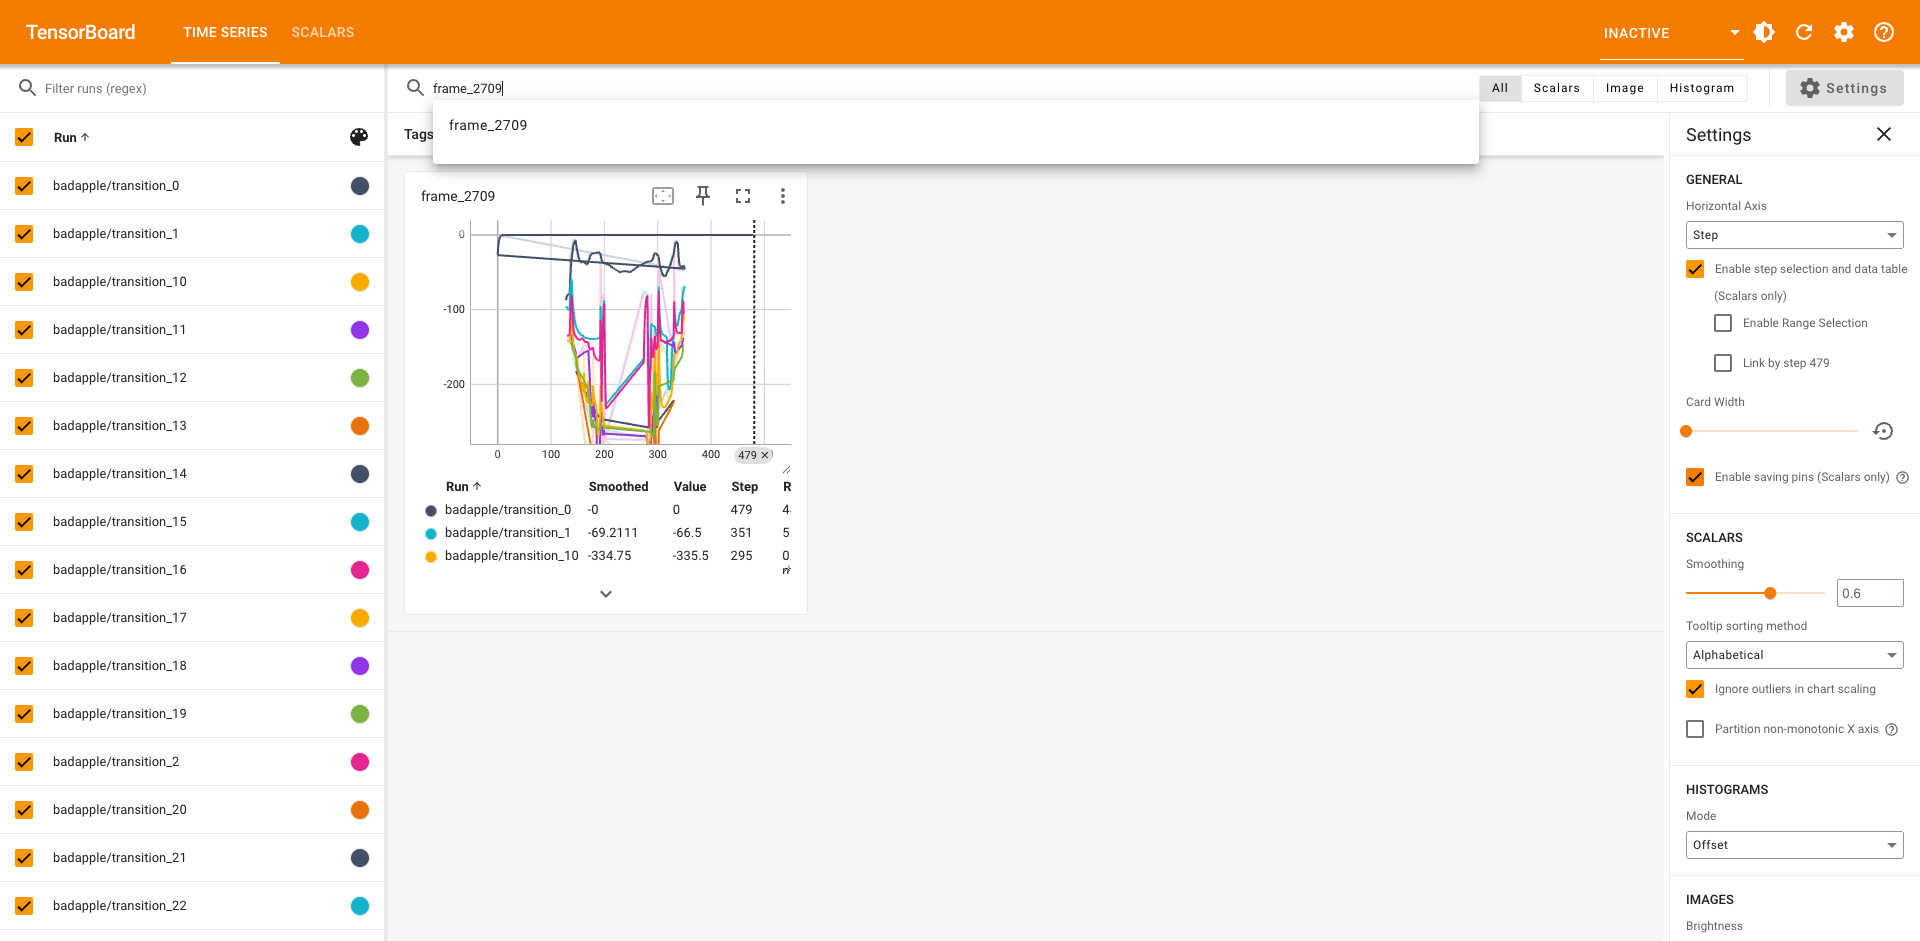 TensorBoard TIME SERIES SCALARS INACTIVE
Filter runs (regex)
Run
badapple/transition_0
badapple/transition_1
badapple/transition_10
badapple/transition_11
badapple/transition_12
badapple/transition_13
badapple/transition_14
badapple/transition_15
badapple/transition_16
badapple/transition_17
badapple/transition_18
badapple/transition_19
badapple/transition_2
badapple/transition_20
badapple/transition_21
badapple/transition_22
frame_2709
All Scalars Image Histogram Settings
frame_2709
Tags
frame_2709
0
-100
-200
0 100 200 300 400 479
Run Smoothed Value Step R
badapple/transition_0 -0 0 479 4
badapple/transition_1 -69.2111 -66.5 351 5
badapple/transition_10 -334.75 -335.5 295 0
Settings
GENERAL
Horizontal Axis
Step
Enable step selection and data table
(Scalars only)
Enable Range Selection
Link by step 479
Card Width
Enable saving pins (Scalars only)
SCALARS
Smoothing
0.6
Tooltip sorting method
Alphabetical
Ignore outliers in chart scaling
Partition non-monotonic X axis
HISTOGRAMS
Mode
Offset
IMAGES
Brightness